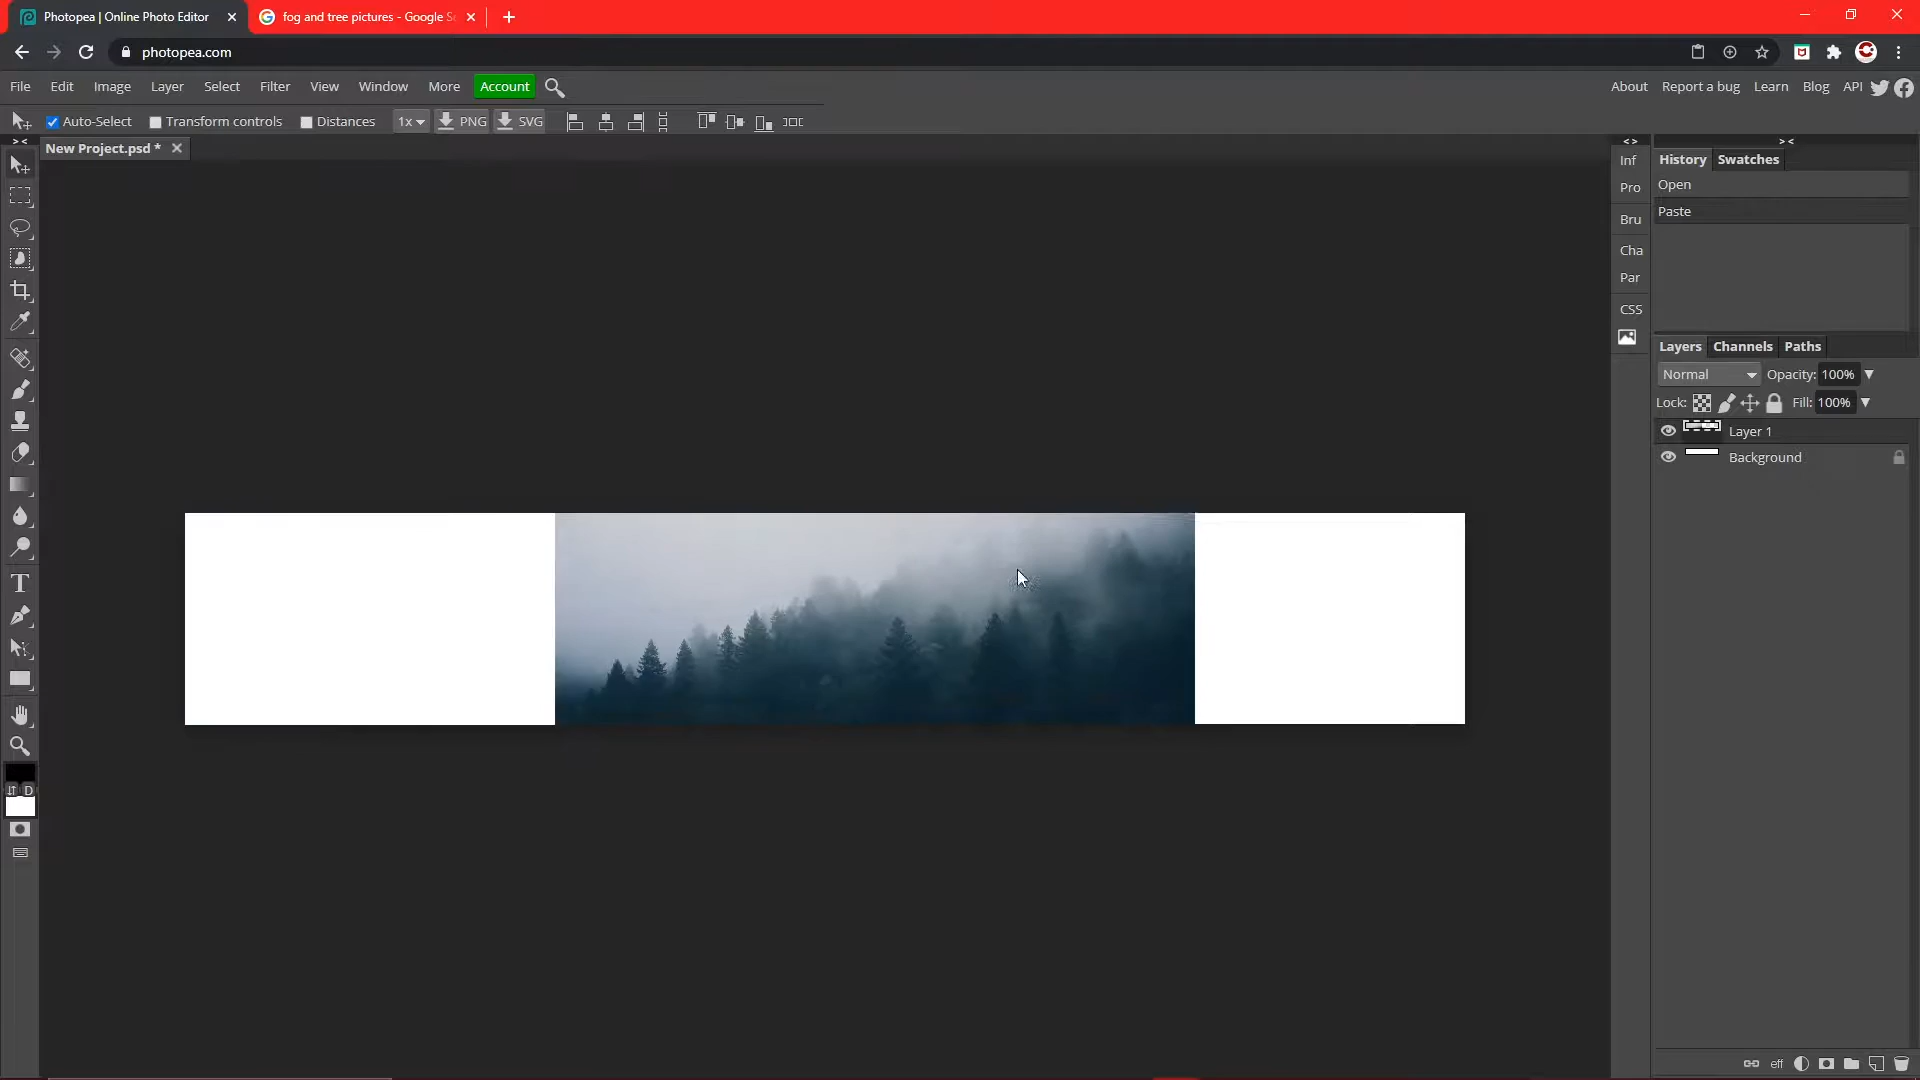 Photopea | Online Photo Editor
fog and tree pictures - Google Se
photopea.com
File Edit Image Layer Select Filter View Window More Account
About Report a bug Learn Blog API
Auto-Select Transform controls Distances 1x PNG SVG
New Project.psd *
Inf
Pro
Bru
Cha
Par
CSS
History Swatches
Open
Paste
Layers Channels Paths
Normal Opacity: 100%
Lock: Fill: 100%
Layer 1
Background
T
D
eff